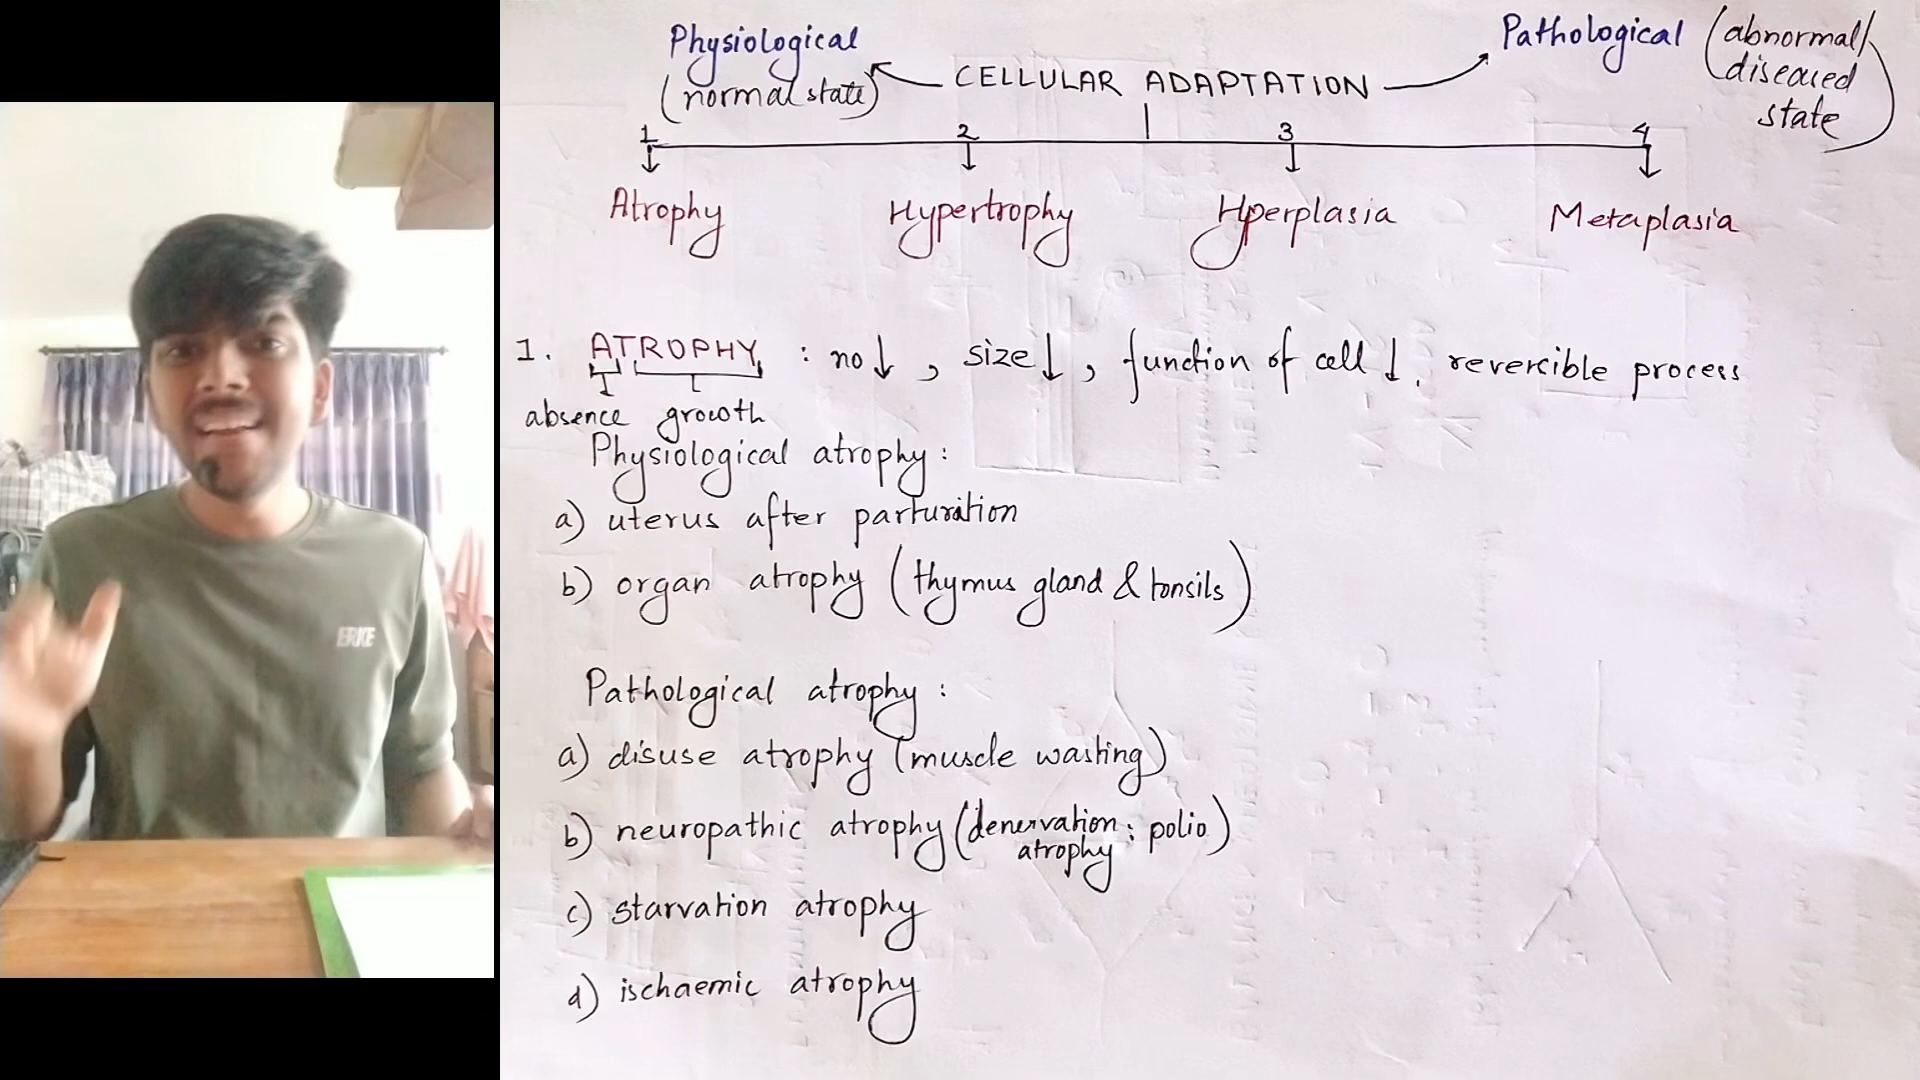 Physiological
(normal state)
CELLULAR ADAPTATION
Pathological (abnormal/
diseased
state)
1 2 3 4
Atrophy Hypertrophy Hperplasia Metaplasia
1. ATROPHY : no ↓ , size ↓ , function of cell ↓ . revercible process
absence growth
Physiological atrophy :
a) uterus after parturition
b) organ atrophy (thymus gland & tonsils)
Pathological atrophy :
a) disuse atrophy (muscle wasting)
b) neuropathic atrophy (denervation : polio)
atrophy
c) starvation atrophy
d) ischaemic atrophy
ERKE